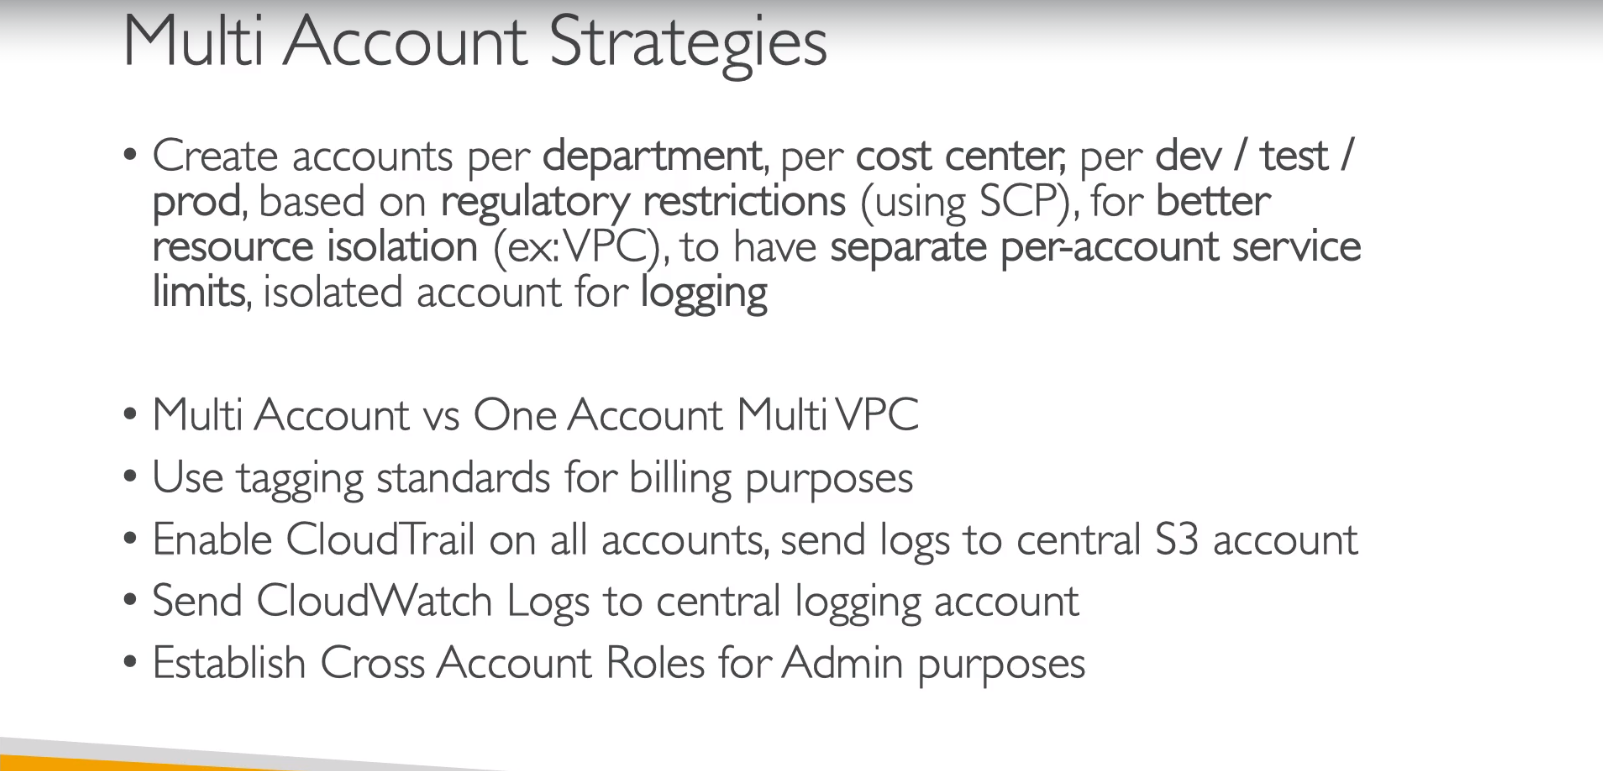 Multi Account Strategies
• Create accounts per department, per cost center, per dev / test /
prod, based on regulatory restrictions (using SCP), for better
resource isolation (ex: VPC), to have separate per-account service
limits, isolated account for logging
• Multi Account vs One Account Multi VPC
• Use tagging standards for billing purposes
• Enable CloudTrail on all accounts, send logs to central S3 account
• Send CloudWatch Logs to central logging account
• Establish Cross Account Roles for Admin purposes